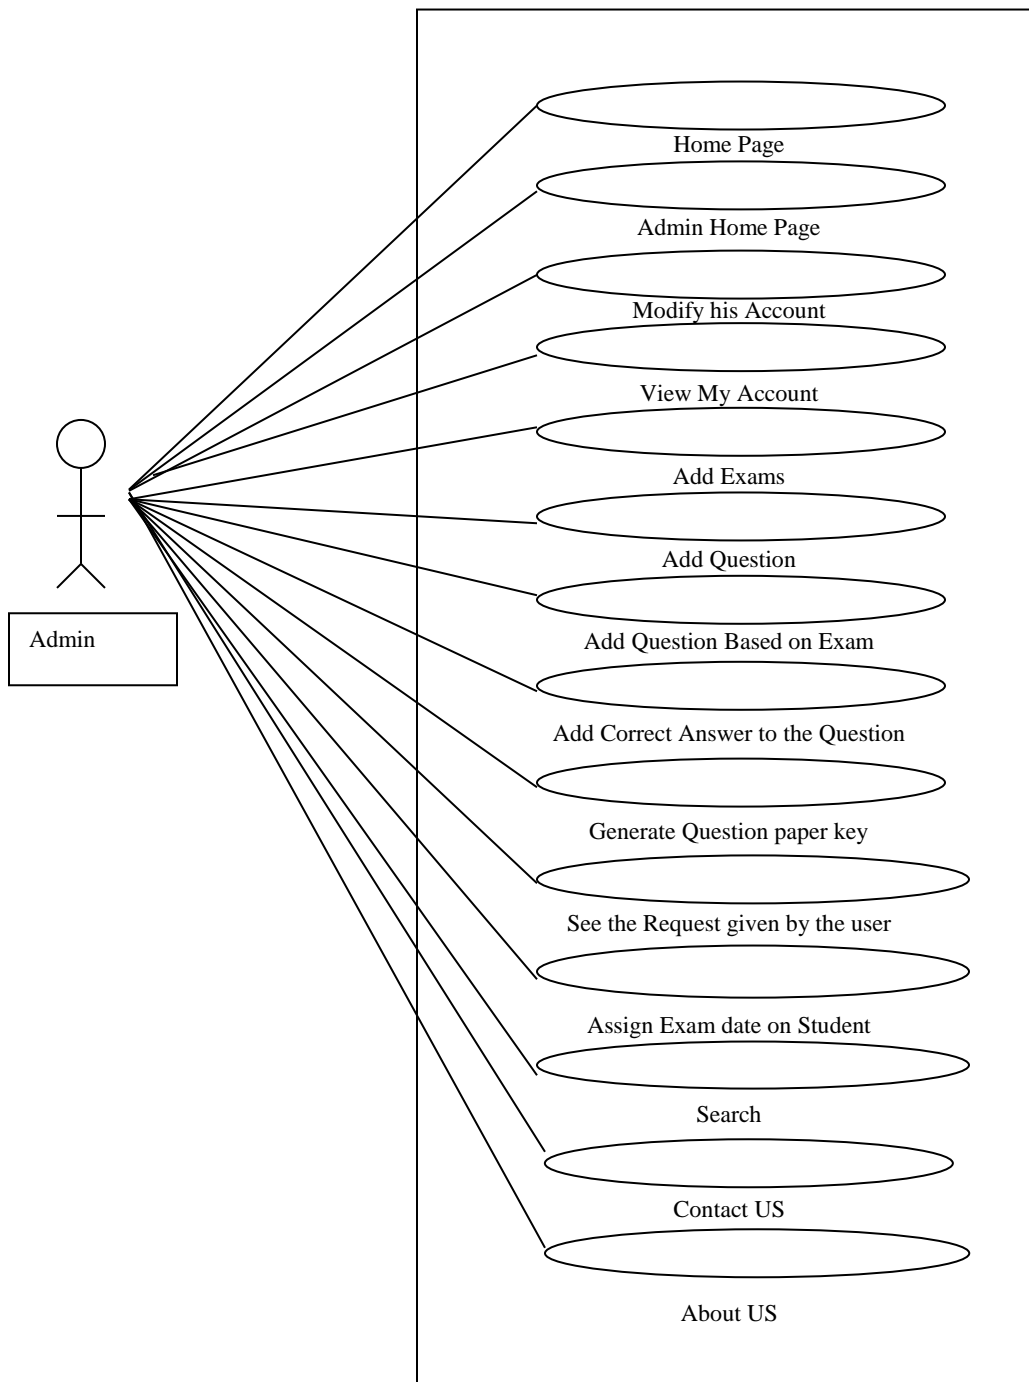 Home Page
Admin Home Page
Modify his Account
View My Account
Add Exams
Add Question
Admin
Add Question Based on Exam
Add Correct Answer to the Question
Generate Question paper key
See the Request given by the user
Assign Exam date on Student
Search
Contact US
About US